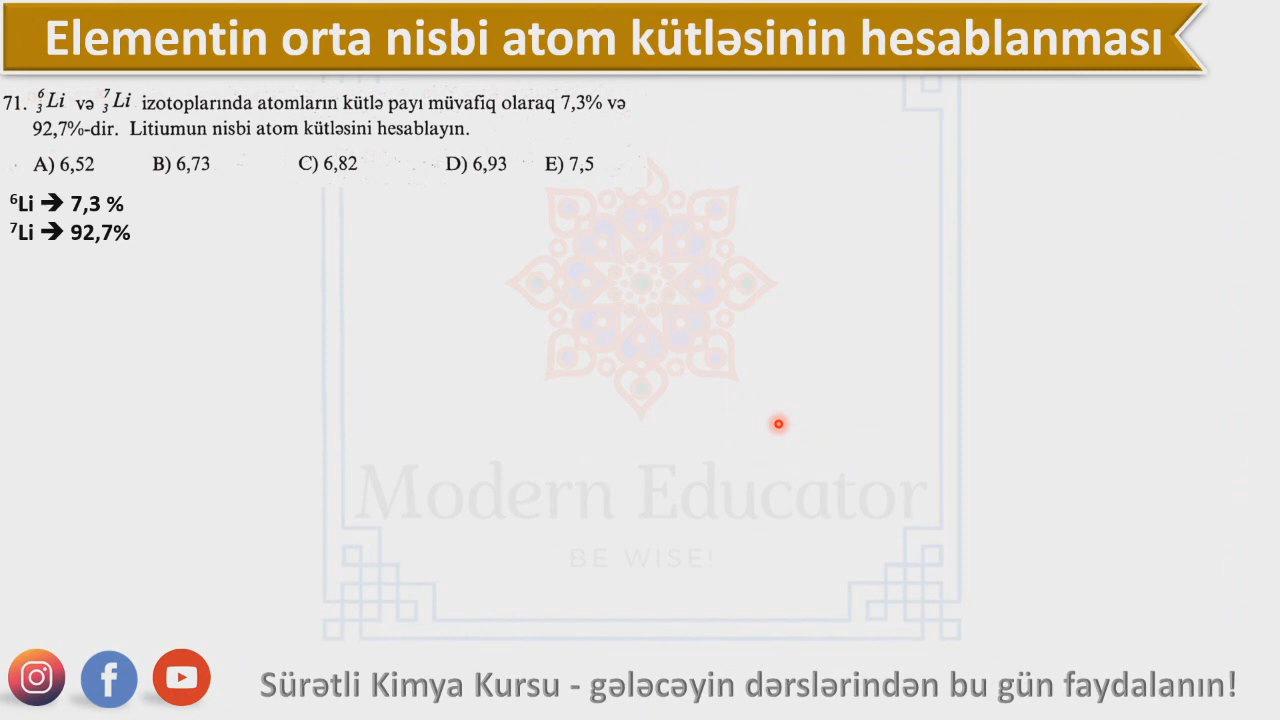 Elementin orta nisbi atom kütləsinin hesablanması
71. ⁶₃Li və ⁷₃Li izotoplarında atomların kütlə payı müvafiq olaraq 7,3% və
92,7%-dir. Litiumun nisbi atom kütləsini hesablayın.
A) 6,52 B) 6,73 C) 6,82 D) 6,93 E) 7,5
⁶Li ➔ 7,3 %
⁷Li ➔ 92,7%
Modern Educator
BE WISE!
Sürətli Kimya Kursu - gələcəyin dərslərindən bu gün faydalanın!